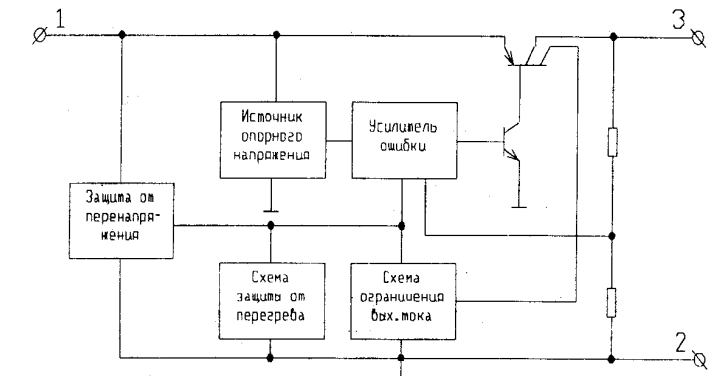 1
3
Источник
опорного
напряжения
Усилитель
ошибки
Защита от
перенапря-
жения
Схема
защиты от
перегрева
Схема
ограничения
вых.тока
2